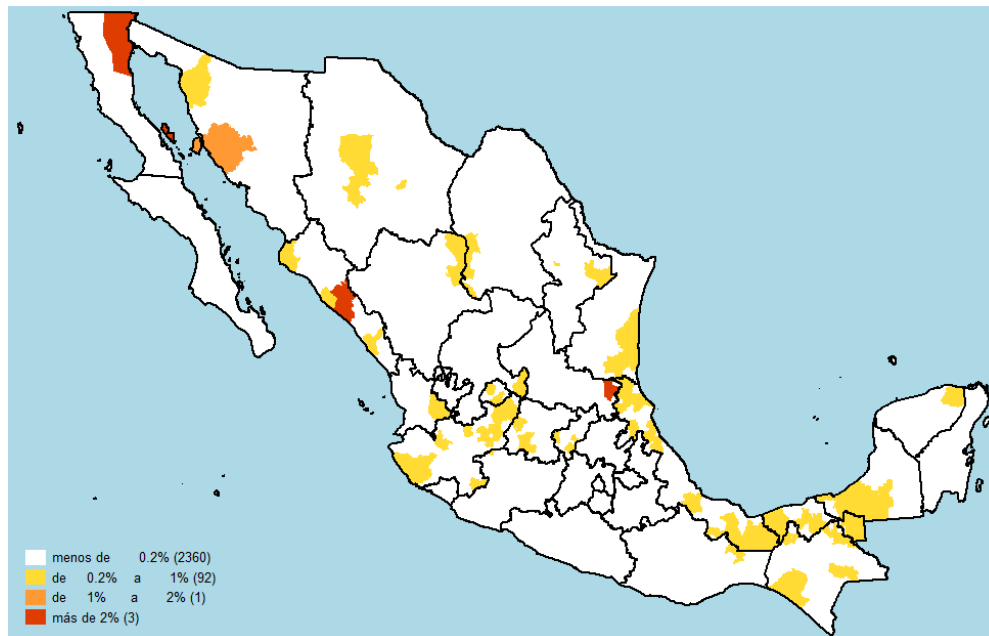 menos de 0.2% (2360)
de 0.2% a 1% (92)
de 1% a 2% (1)
más de 2% (3)